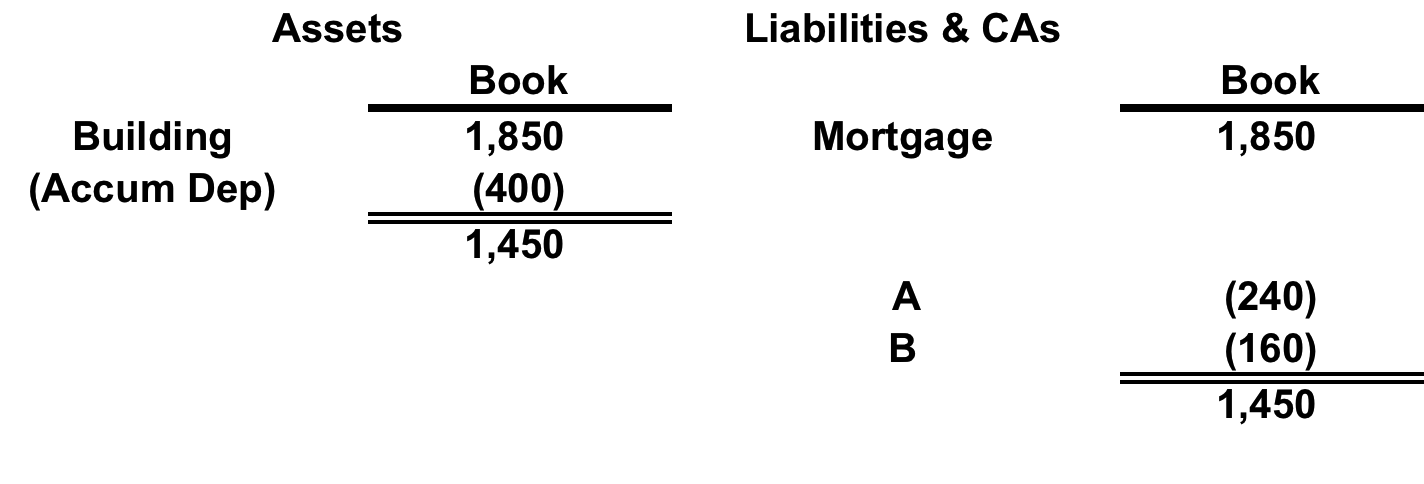 Assets Liabilities & CAs
Book Book
Building 1,850 Mortgage 1,850
(Accum Dep) (400)
1,450
A (240)
B (160)
1,450